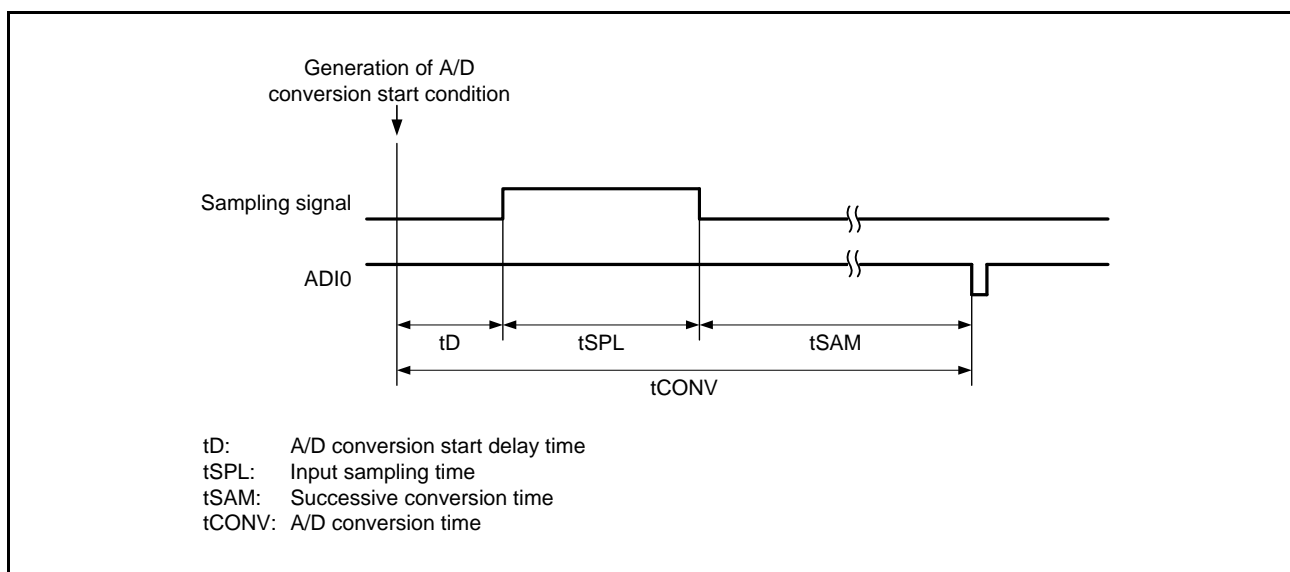 Generation of A/D
conversion start condition
Sampling signal
ADI0
tD
tSPL
tSAM
tCONV
tD: A/D conversion start delay time
tSPL: Input sampling time
tSAM: Successive conversion time
tCONV: A/D conversion time